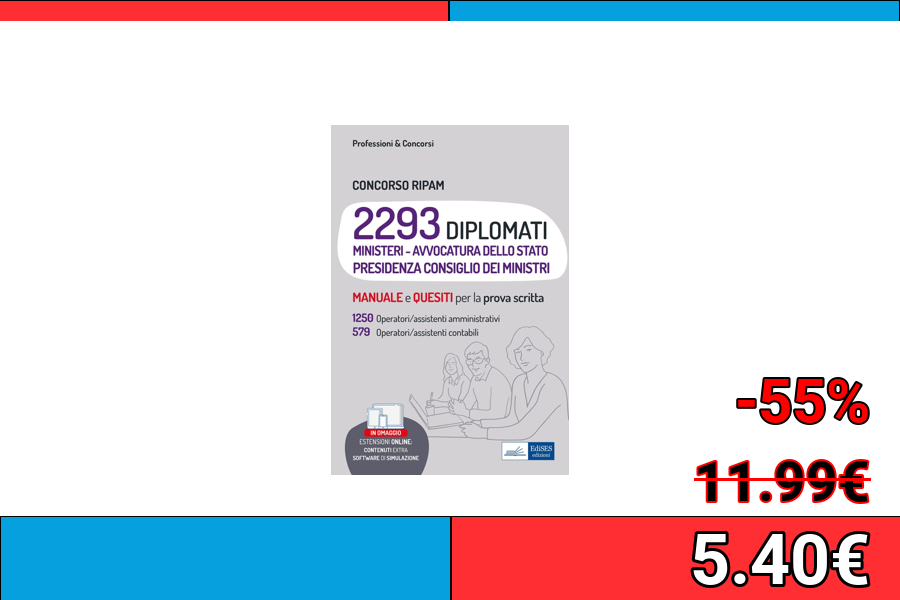 Professioni & Concorsi
CONCORSO RIPAM
2293 DIPLOMATI
MINISTERI - AVVOCATURA DELLO STATO
PRESIDENZA CONSIGLIO DEI MINISTRI
MANUALE e QUESITI per la prova scritta
1250 Operatori/assistenti amministrativi
579 Operatori/assistenti contabili
IN OMAGGIO
ESTENSIONI ONLINE:
CONTENUTI EXTRA
SOFTWARE DI SIMULAZIONE
EdiSES
edizioni
-55%
11.99€
5.40€